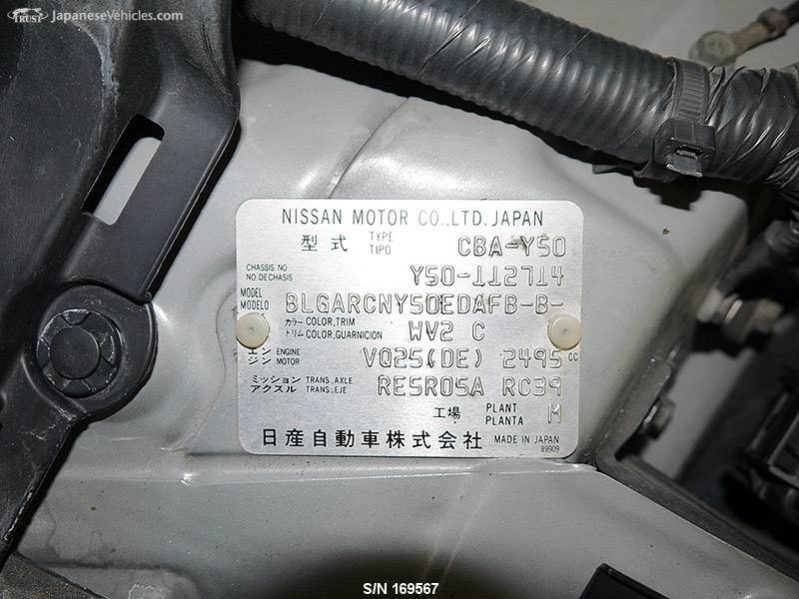 TRUST JapaneseVehicles.com
NISSAN MOTOR CO.,LTD. JAPAN
型式 TYPE TIPO CBA-Y50
CHASSIS NO NO DE CHASIS Y50-112714
MODEL MODELO BLGARCNY50EDAFB-B-
カラー COLOR,TRIM トリム COLOR,GUARNICION WV2 C
エンジン ENGINE MOTOR VQ25(DE) 2495 cc
ミッション TRANS.,AXLE アクスル TRANS.,EJE RE5R05A RC39
工場 PLANT PLANTA M
日産自動車株式会社 MADE IN JAPAN
89909
S/N 169567